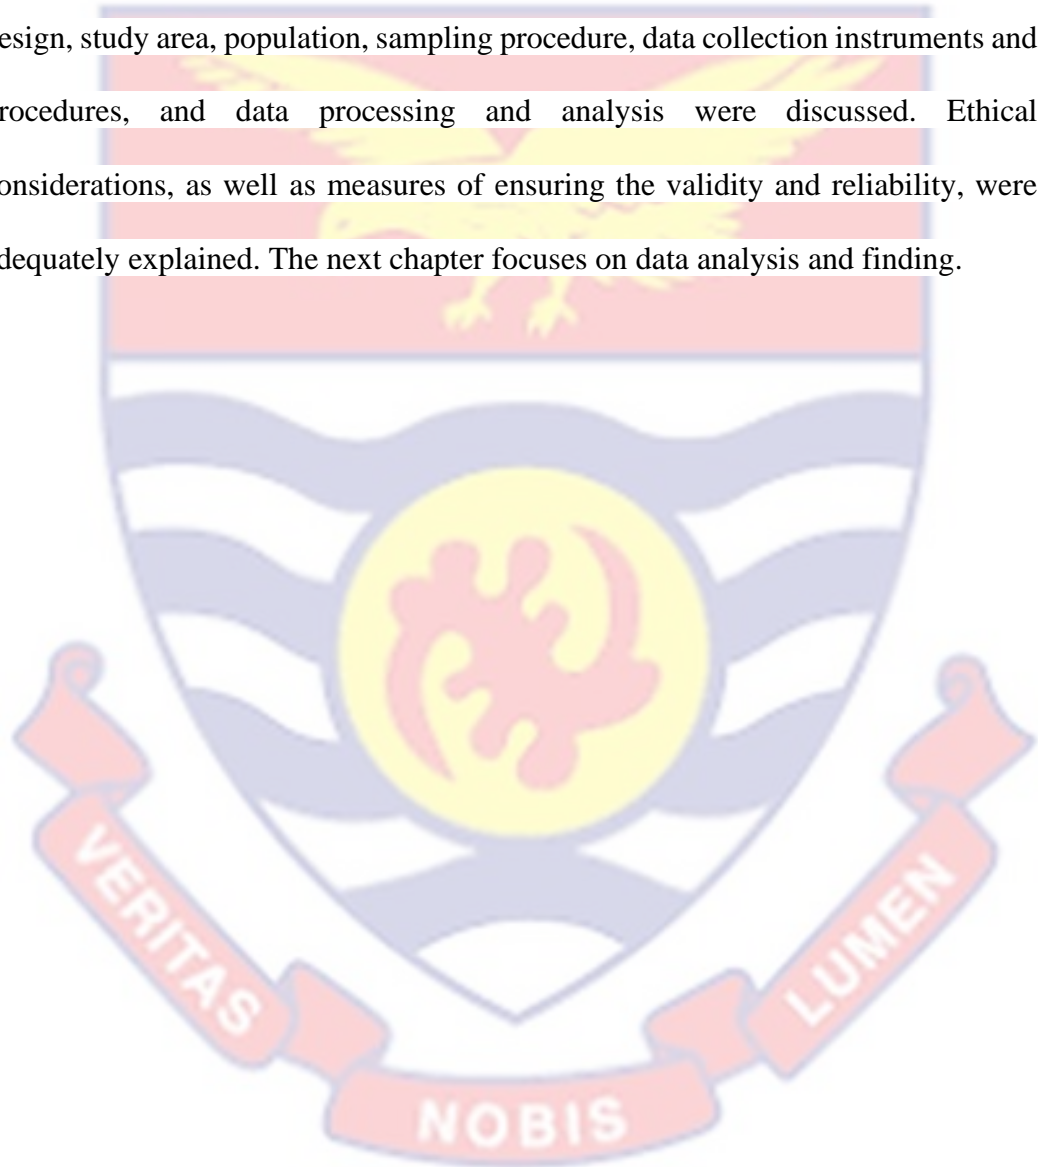 esign, study area, population, sampling procedure, data collection instruments and
rocedures, and data processing and analysis were discussed. Ethical
onsiderations, as well as measures of ensuring the validity and reliability, were
dequately explained. The next chapter focuses on data analysis and finding.
VERITAS
NOBIS
LUMEN